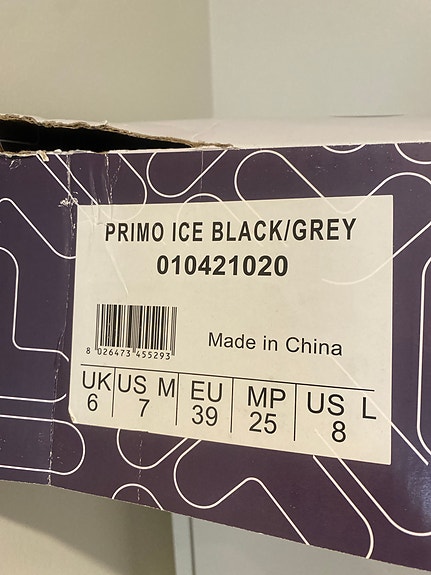 PRIMO ICE BLACK/GREY
010421020
8 026473 455293
Made in China
UK US M EU MP US L
6 7 39 25 8